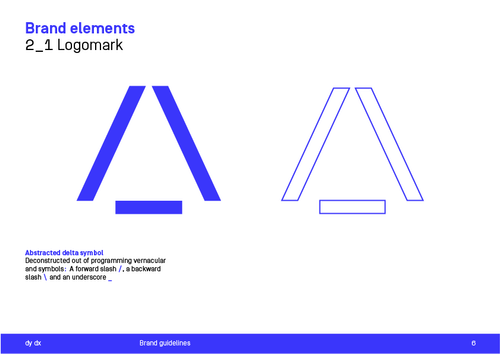 Brand elements
2_1 Logomark
Abstracted delta symbol
Deconstructed out of programming vernacular
and symbols: A forward slash /, a backward
slash \ and an underscore _
dy dx
Brand guidelines
6